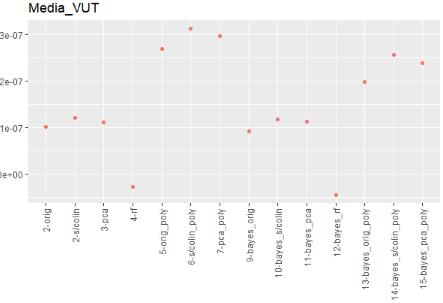 Media_VUT
3e-07
2e-07
1e-07
0e+00
2-orig
2-s/colin
3-pca
4-rf
5-orig_poly
6-s/colin_poly
7-pca_poly
9-bayes_orig
10-bayes_s/colin
11-bayes_pca
12-bayes_rf
13-bayes_orig_poly
14-bayes_s/colin_poly
15-bayes_pca_poly